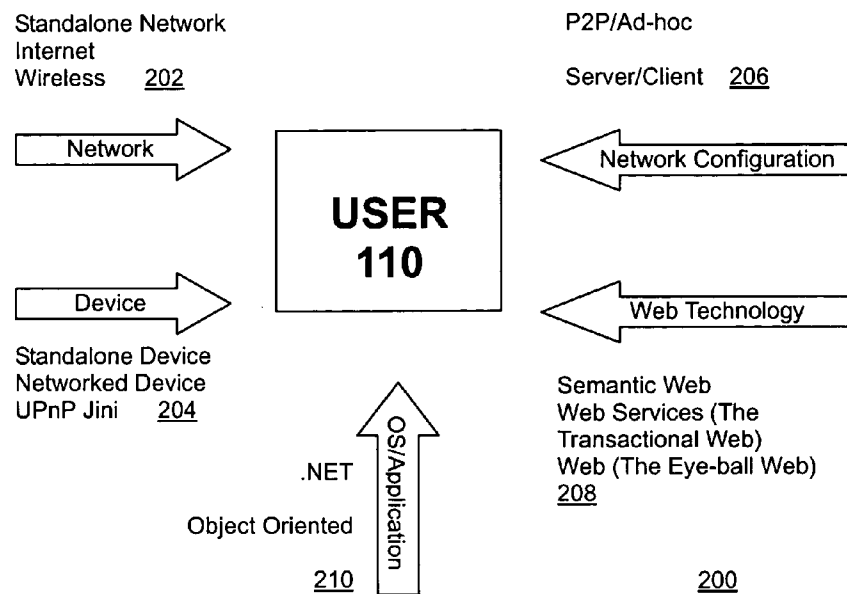 Standalone Network
Internet
Wireless 202
Network
P2P/Ad-hoc
Server/Client 206
Network Configuration
USER
110
Device
Standalone Device
Networked Device
UPnP Jini 204
Web Technology
Semantic Web
Web Services (The
Transactional Web)
Web (The Eye-ball Web)
208
OS/Application
.NET
Object Oriented
210
200